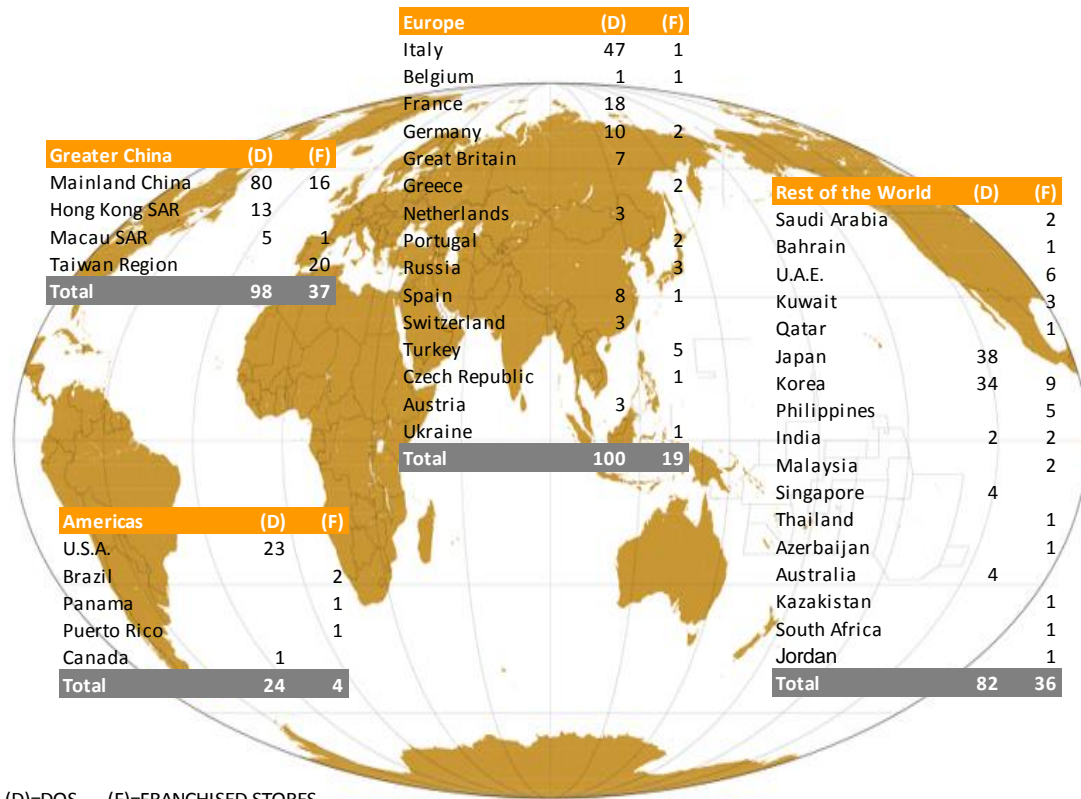 Europe (D) (F)
Italy 47 1
Belgium 1 1
France 18
Germany 10 2
Great Britain 7
Greece 2
Netherlands 3
Portugal 2
Russia 3
Spain 8 1
Switzerland 3
Turkey 5
Czech Republic 1
Austria 3
Ukraine 1
Total 100 19
Greater China (D) (F)
Mainland China 80 16
Hong Kong SAR 13
Macau SAR 5 1
Taiwan Region 20
Total 98 37
Rest of the World (D) (F)
Saudi Arabia 2
Bahrain 1
U.A.E. 6
Kuwait 3
Qatar 1
Japan 38
Korea 34 9
Philippines 5
India 2 2
Malaysia 2
Singapore 4
Thailand 1
Azerbaijan 1
Australia 4
Kazakistan 1
South Africa 1
Jordan 1
Total 82 36
Americas (D) (F)
U.S.A. 23
Brazil 2
Panama 1
Puerto Rico 1
Canada 1
Total 24 4
(D)=DOS (F)=FRANCHISED STORES